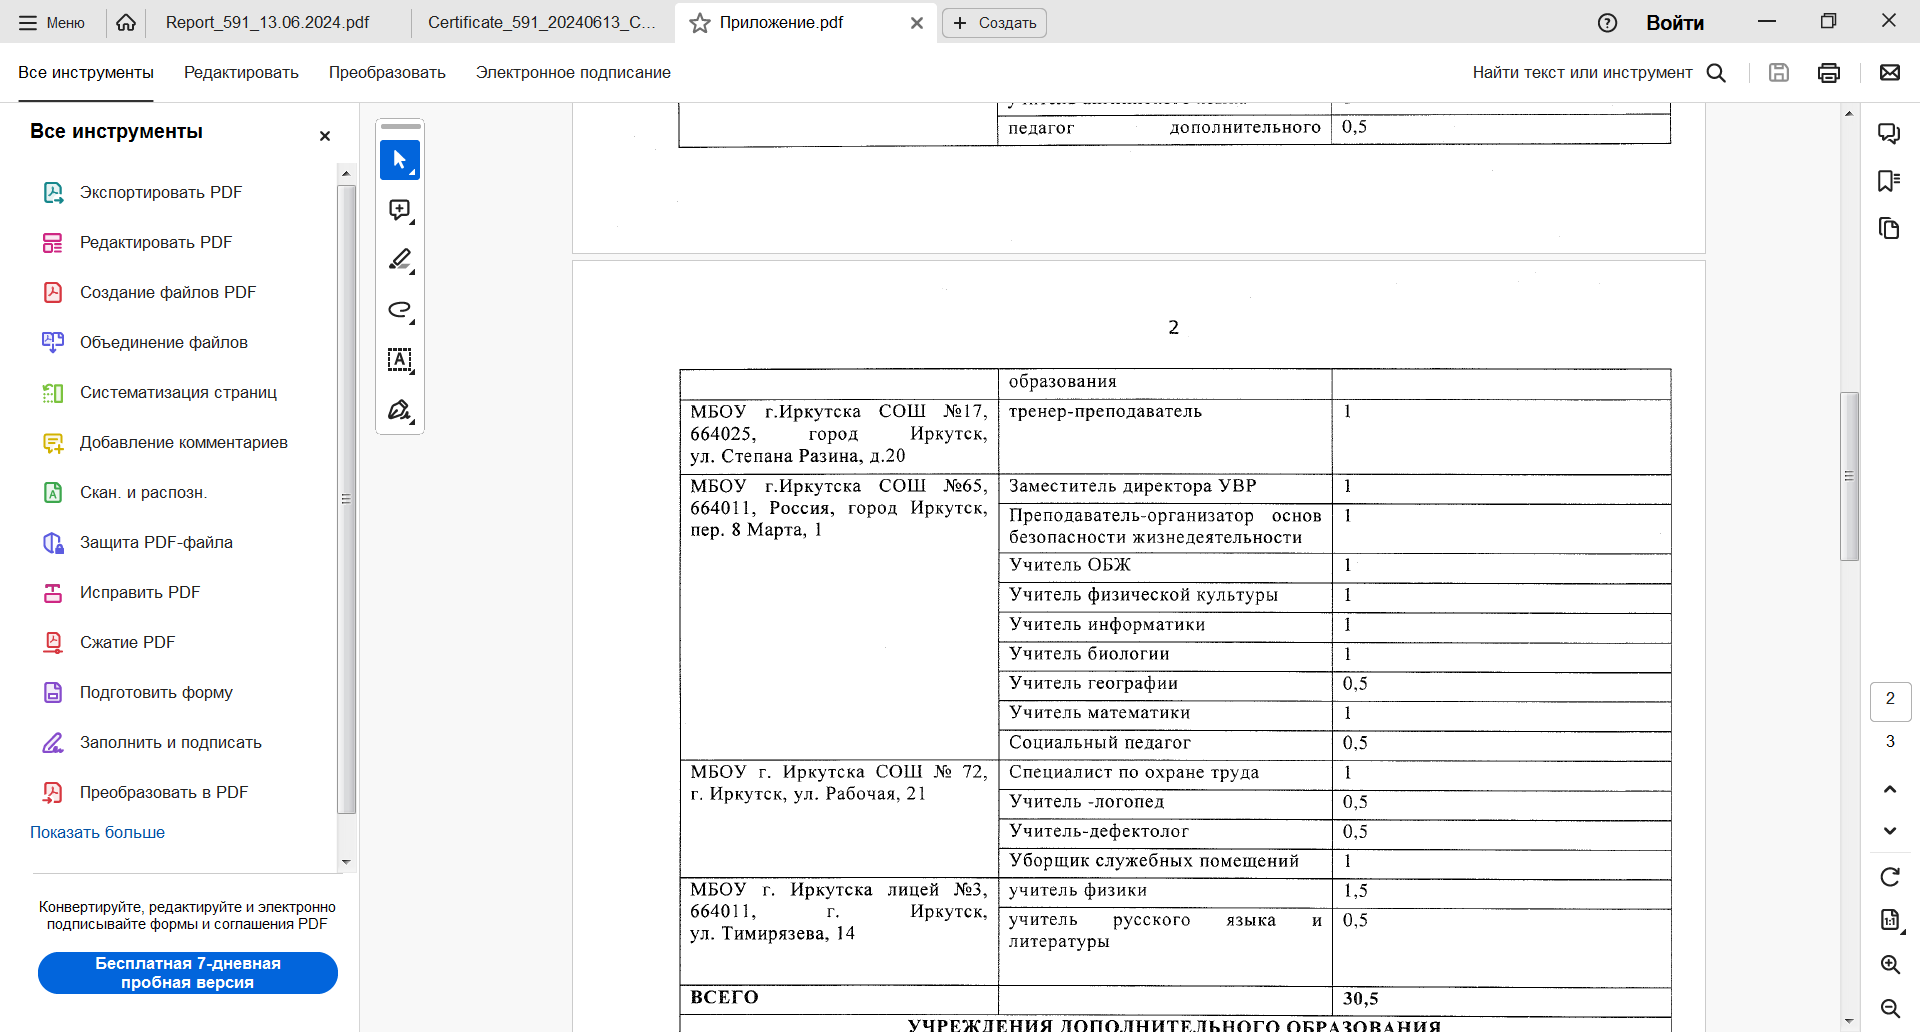 Меню
Report_591_13.06.2024.pdf
Certificate_591_20240613_C...
Приложение.pdf
Создать
Войти
Все инструменты
Редактировать
Преобразовать
Электронное подписание
Найти текст или инструмент
Все инструменты
Экспортировать PDF
Редактировать PDF
Создание файлов PDF
Объединение файлов
Систематизация страниц
Добавление комментариев
Скан. и распозн.
Защита PDF-файла
Исправить PDF
Сжатие PDF
Подготовить форму
Заполнить и подписать
Преобразовать в PDF
Показать больше
Конвертируйте, редактируйте и электронно
подписывайте формы и соглашения PDF
Бесплатная 7-дневная
пробная версия
педагог дополнительного 0,5
2
образования
МБОУ г.Иркутска СОШ №17, тренер-преподаватель 1
664025, город Иркутск,
ул. Степана Разина, д.20
МБОУ г.Иркутска СОШ №65, Заместитель директора УВР 1
664011, Россия, город Иркутск, Преподаватель-организатор основ 1
пер. 8 Марта, 1 безопасности жизнедеятельности
Учитель ОБЖ 1
Учитель физической культуры 1
Учитель информатики 1
Учитель биологии 1
Учитель географии 0,5
Учитель математики 1
Социальный педагог 0,5
МБОУ г. Иркутска СОШ № 72, Специалист по охране труда 1
г. Иркутск, ул. Рабочая, 21 Учитель -логопед 0,5
Учитель-дефектолог 0,5
Уборщик служебных помещений 1
МБОУ г. Иркутска лицей №3, учитель физики 1,5
664011, г. Иркутск, учитель русского языка и 0,5
ул. Тимирязева, 14 литературы
ВСЕГО 30,5
УЧРЕЖДЕНИЯ ДОПОЛНИТЕЛЬНОГО ОБРАЗОВАНИЯ
2
3